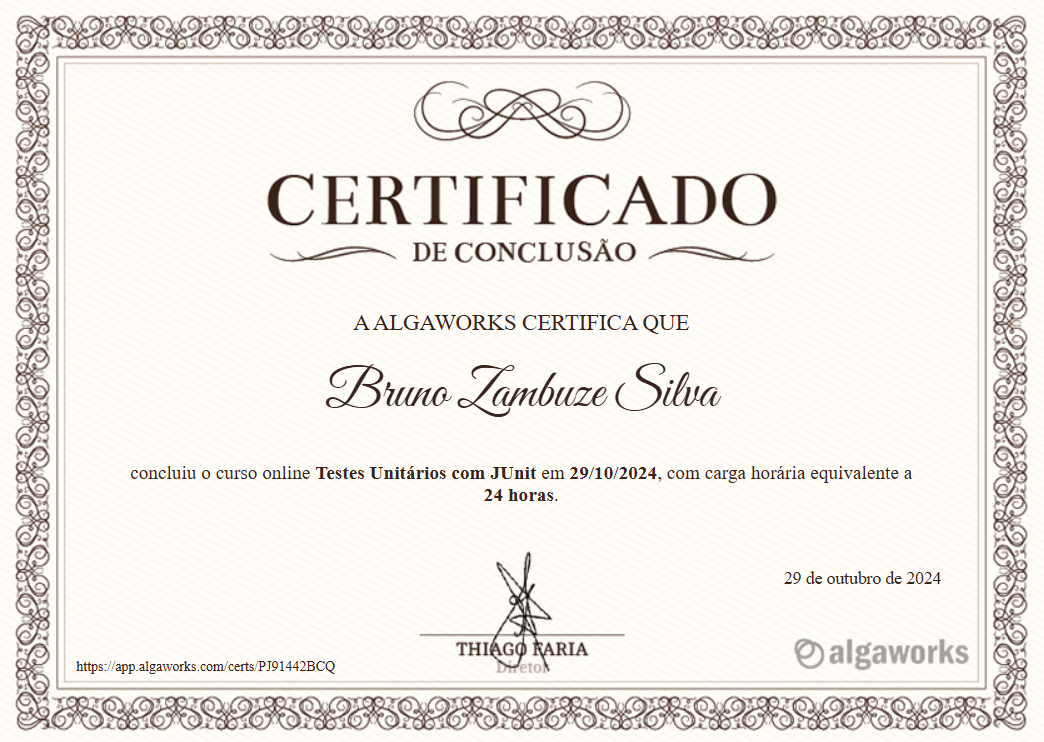 CERTIFICADO
DE CONCLUSÃO
A ALGAWORKS CERTIFICA QUE
Bruno Zambuze Silva
concluiu o curso online Testes Unitários com JUnit em 29/10/2024, com carga horária equivalente a
24 horas.
29 de outubro de 2024
THIAGO FARIA
Diretor
https://app.algaworks.com/certs/PJ91442BCQ
algaworks